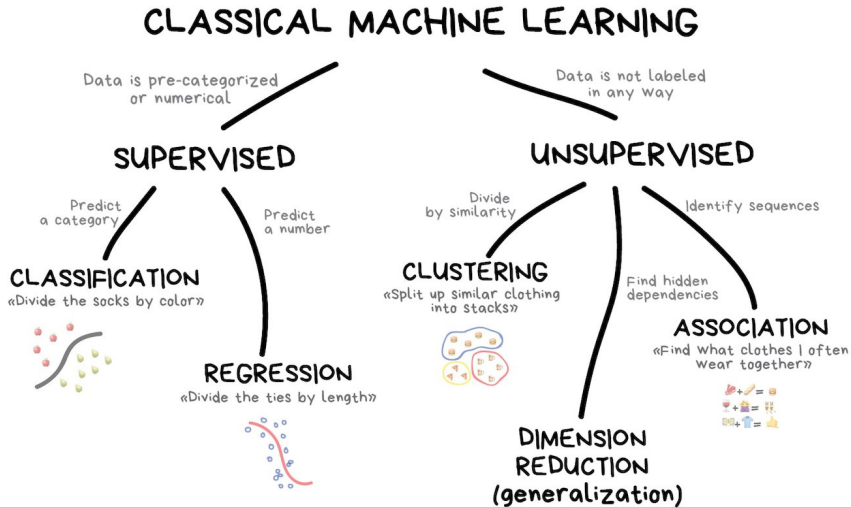 CLASSICAL MACHINE LEARNING
Data is pre-categorized
or numerical
Data is not labeled
in any way
SUPERVISED
UNSUPERVISED
Predict
a category
Predict
a number
Divide
by similarity
Identify sequences
Find hidden
dependencies
CLASSIFICATION
«Divide the socks by color»
REGRESSION
«Divide the ties by length»
CLUSTERING
«Split up similar clothing
into stacks»
ASSOCIATION
«Find what clothes I often
wear together»
+ =
+ =
+ =
DIMENSION
REDUCTION
(generalization)